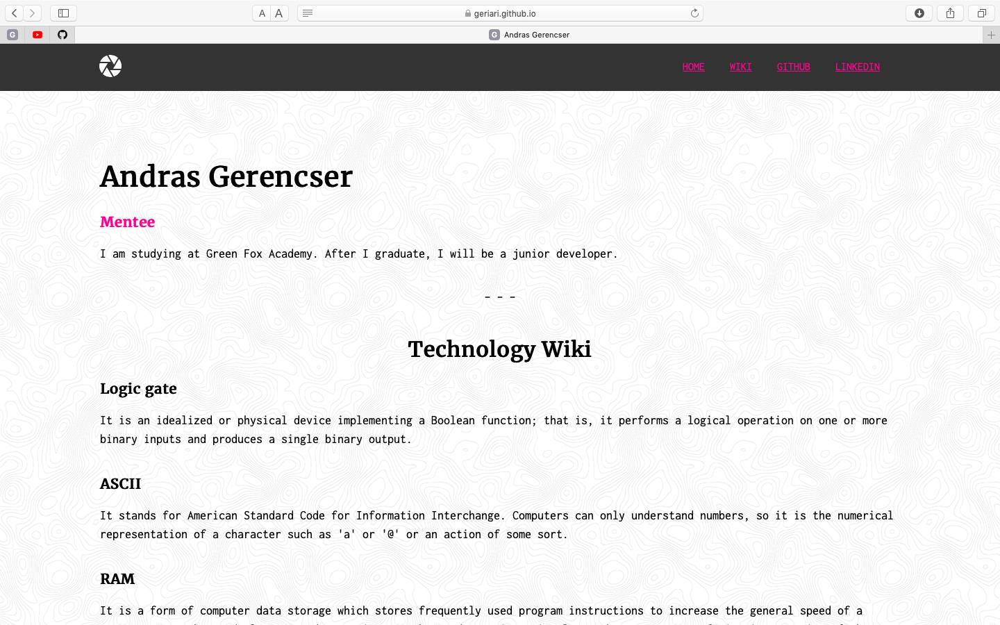 A A
geriari.github.io
G
G Andras Gerencser
HOME WIKI GITHUB LINKEDIN
Andras Gerencser
Mentee
I am studying at Green Fox Academy. After I graduate, I will be a junior developer.
- - -
Technology Wiki
Logic gate
It is an idealized or physical device implementing a Boolean function; that is, it performs a logical operation on one or more
binary inputs and produces a single binary output.
ASCII
It stands for American Standard Code for Information Interchange. Computers can only understand numbers, so it is the numerical
representation of a character such as 'a' or '@' or an action of some sort.
RAM
It is a form of computer data storage which stores frequently used program instructions to increase the general speed of a